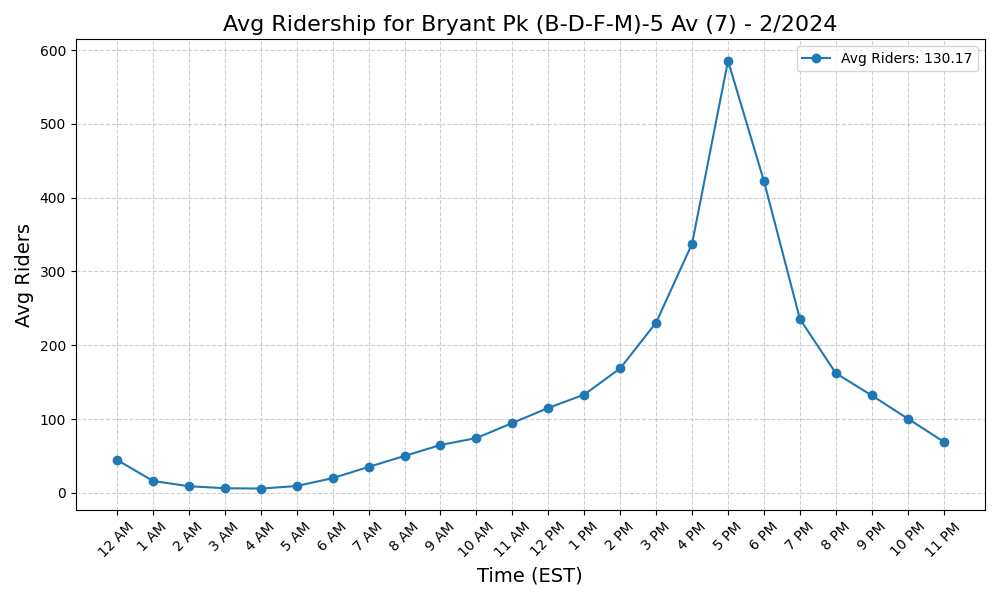 Avg Ridership for Bryant Pk (B-D-F-M)-5 Av (7) - 2/2024
Avg Riders: 130.17
Avg Riders
600
500
400
300
200
100
0
12 AM
1 AM
2 AM
3 AM
4 AM
5 AM
6 AM
7 AM
8 AM
9 AM
10 AM
11 AM
12 PM
1 PM
2 PM
3 PM
4 PM
5 PM
6 PM
7 PM
8 PM
9 PM
10 PM
11 PM
Time (EST)